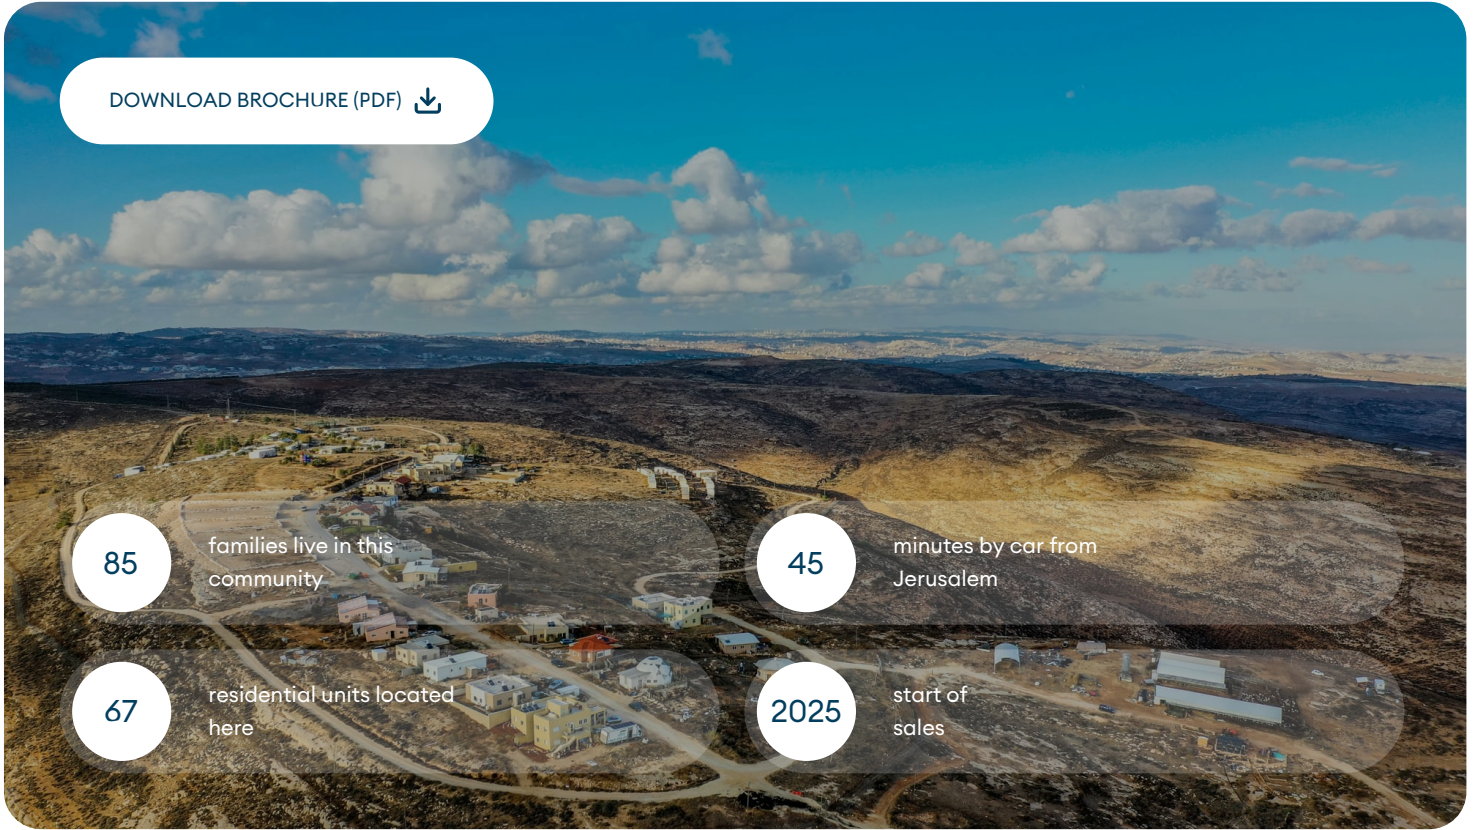 DOWNLOAD BROCHURE (PDF)
85
families live in this
community
45
minutes by car from
Jerusalem
67
residential units located
here
2025
start of
sales